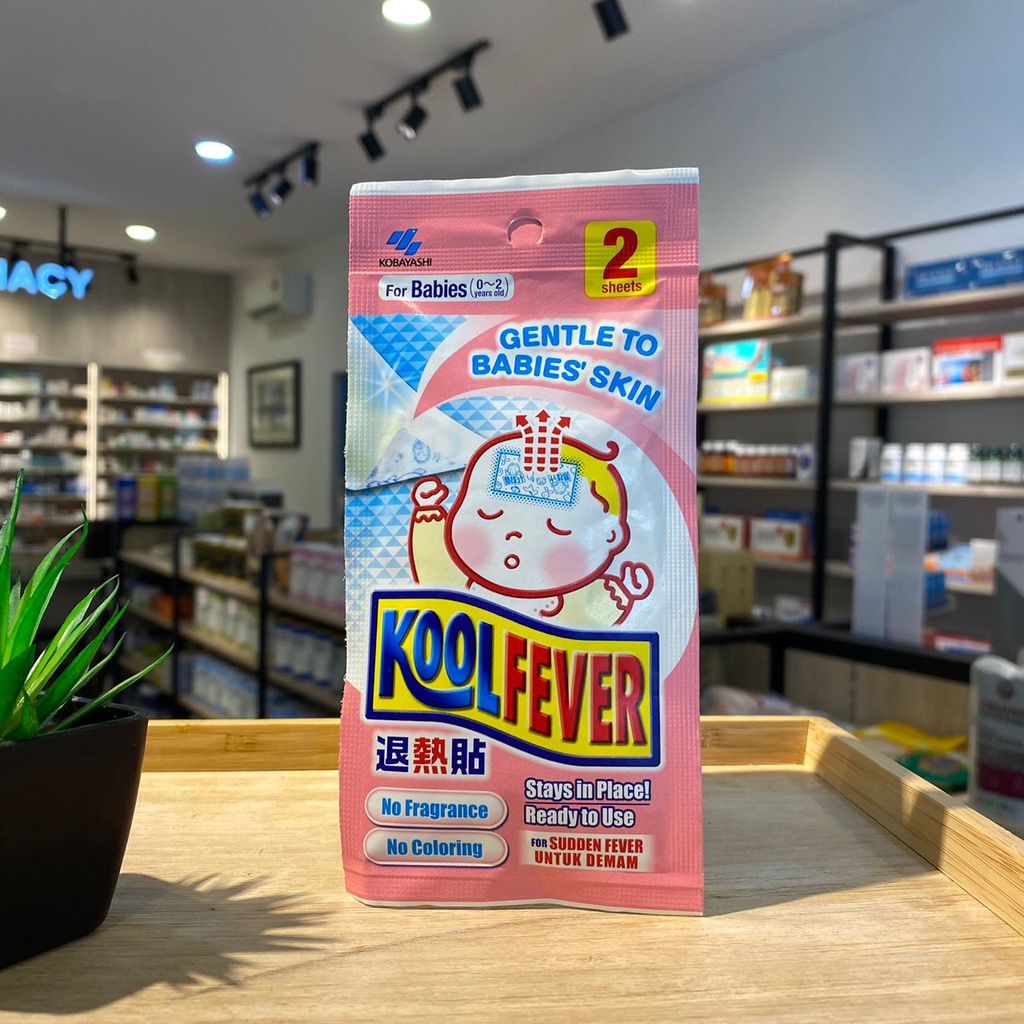 MACY
KOBAYASHI
2
sheets
For Babies (0~2 years old)
GENTLE TO
BABIES' SKIN
KOOLFEVER
退熱貼
No Fragrance
No Coloring
Stays in Place!
Ready to Use
FOR SUDDEN FEVER
UNTUK DEMAM